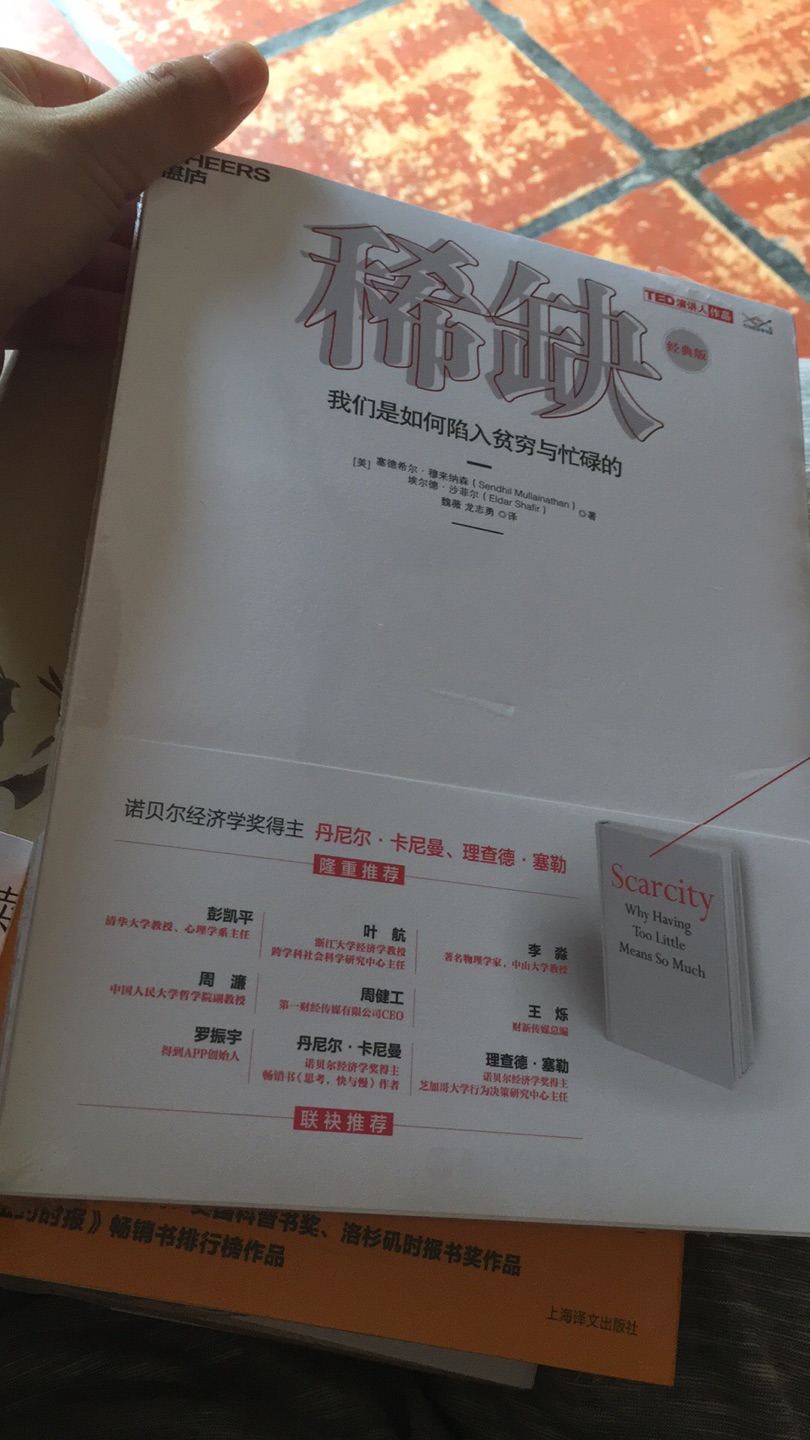 CHEERS
湛庐
稀缺
TED演讲人作品
经典版
我们是如何陷入贫穷与忙碌的
[美] 塞德希尔·穆来纳森（Sendhil Mullainathan）
埃尔德·沙菲尔（Eldar Shafir） ◎著
魏薇 龙志勇 ◎译
诺贝尔经济学奖得主 丹尼尔·卡尼曼、理查德·塞勒
隆重推荐
彭凯平
清华大学教授、心理学系主任
叶 航
浙江大学经济学教授
跨学科社会科学研究中心主任
李 淼
著名物理学家，中山大学教授
周 濂
中国人民大学哲学院副教授
周健工
第一财经传媒有限公司CEO
王 烁
财新传媒总编
罗振宇
得到APP创始人
丹尼尔·卡尼曼
诺贝尔经济学奖得主
畅销书《思考，快与慢》作者
理查德·塞勒
诺贝尔经济学奖得主
芝加哥大学行为决策研究中心主任
联袂推荐
Scarcity
Why Having
Too Little
Means So Much
国科普书奖、洛杉矶时报书奖作品
时报》畅销书排行榜作品
上海译文出版社